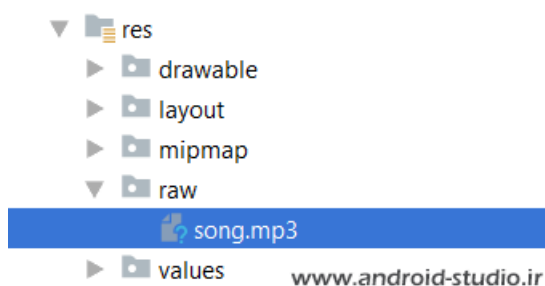 res
drawable
layout
mipmap
raw
song.mp3
values
www.android-studio.ir